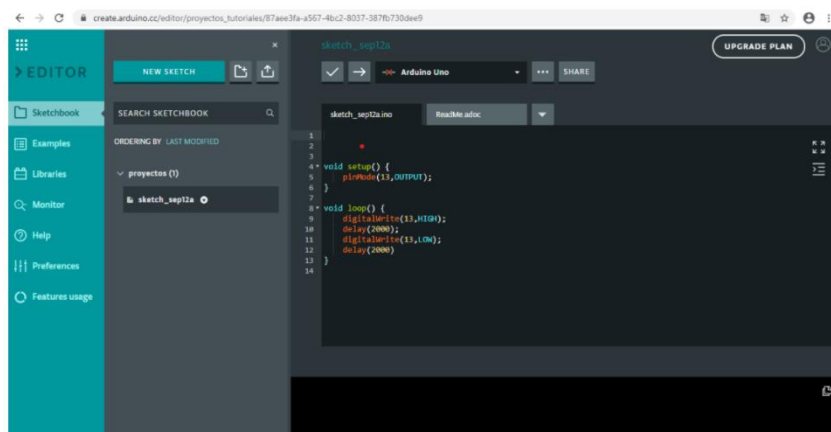 create.arduino.cc/editor/proyectos_tutoriales/87aee3fa-a567-4bc2-8037-387fb730dee9
sketch_sep12a
UPGRADE PLAN
>EDITOR
NEW SKETCH
Arduino Uno
SHARE
Sketchbook
SEARCH SKETCHBOOK
sketch_sep12a.ino
ReadMe.adoc
Examples
ORDERING BY LAST MODIFIED
Libraries
proyectos (1)
Monitor
sketch_sep12a
Help
Preferences
Features usage
1
2
3
4 void setup() {
5 pinMode(13,OUTPUT);
6 }
7
8 void loop() {
9 digitalWrite(13,HIGH);
10 delay(2000);
11 digitalWrite(13,LOW);
12 delay(2000)
13 }
14